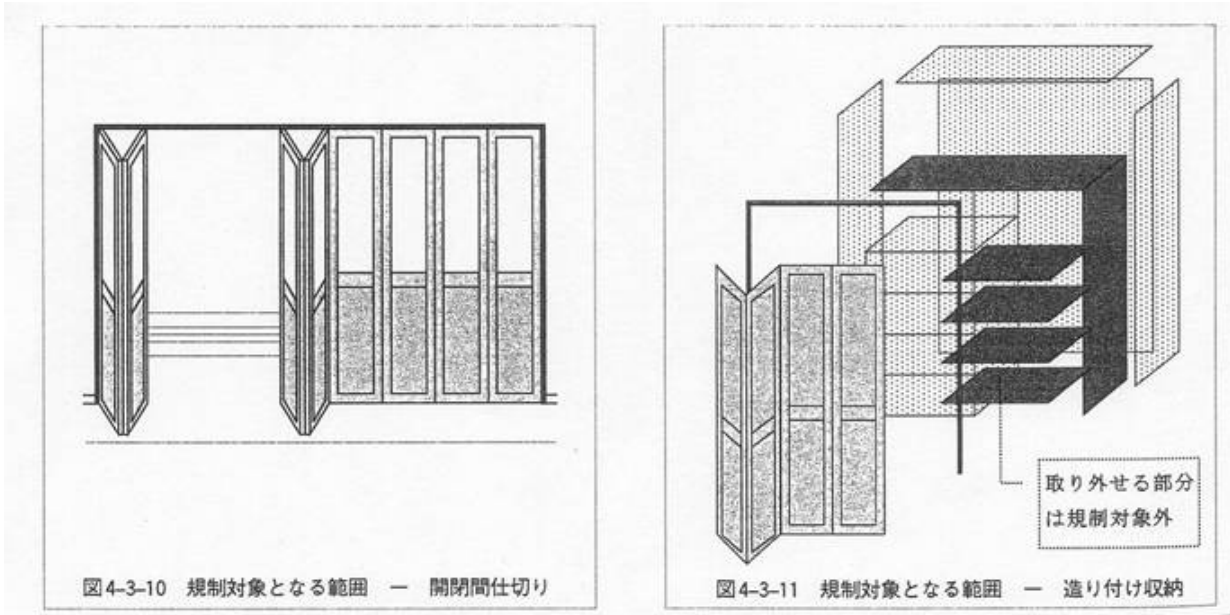 図4-3-10 規制対象となる範囲 ー 開閉間仕切り
取り外せる部分
は規制対象外
図4-3-11 規制対象となる範囲 ー 造り付け収納